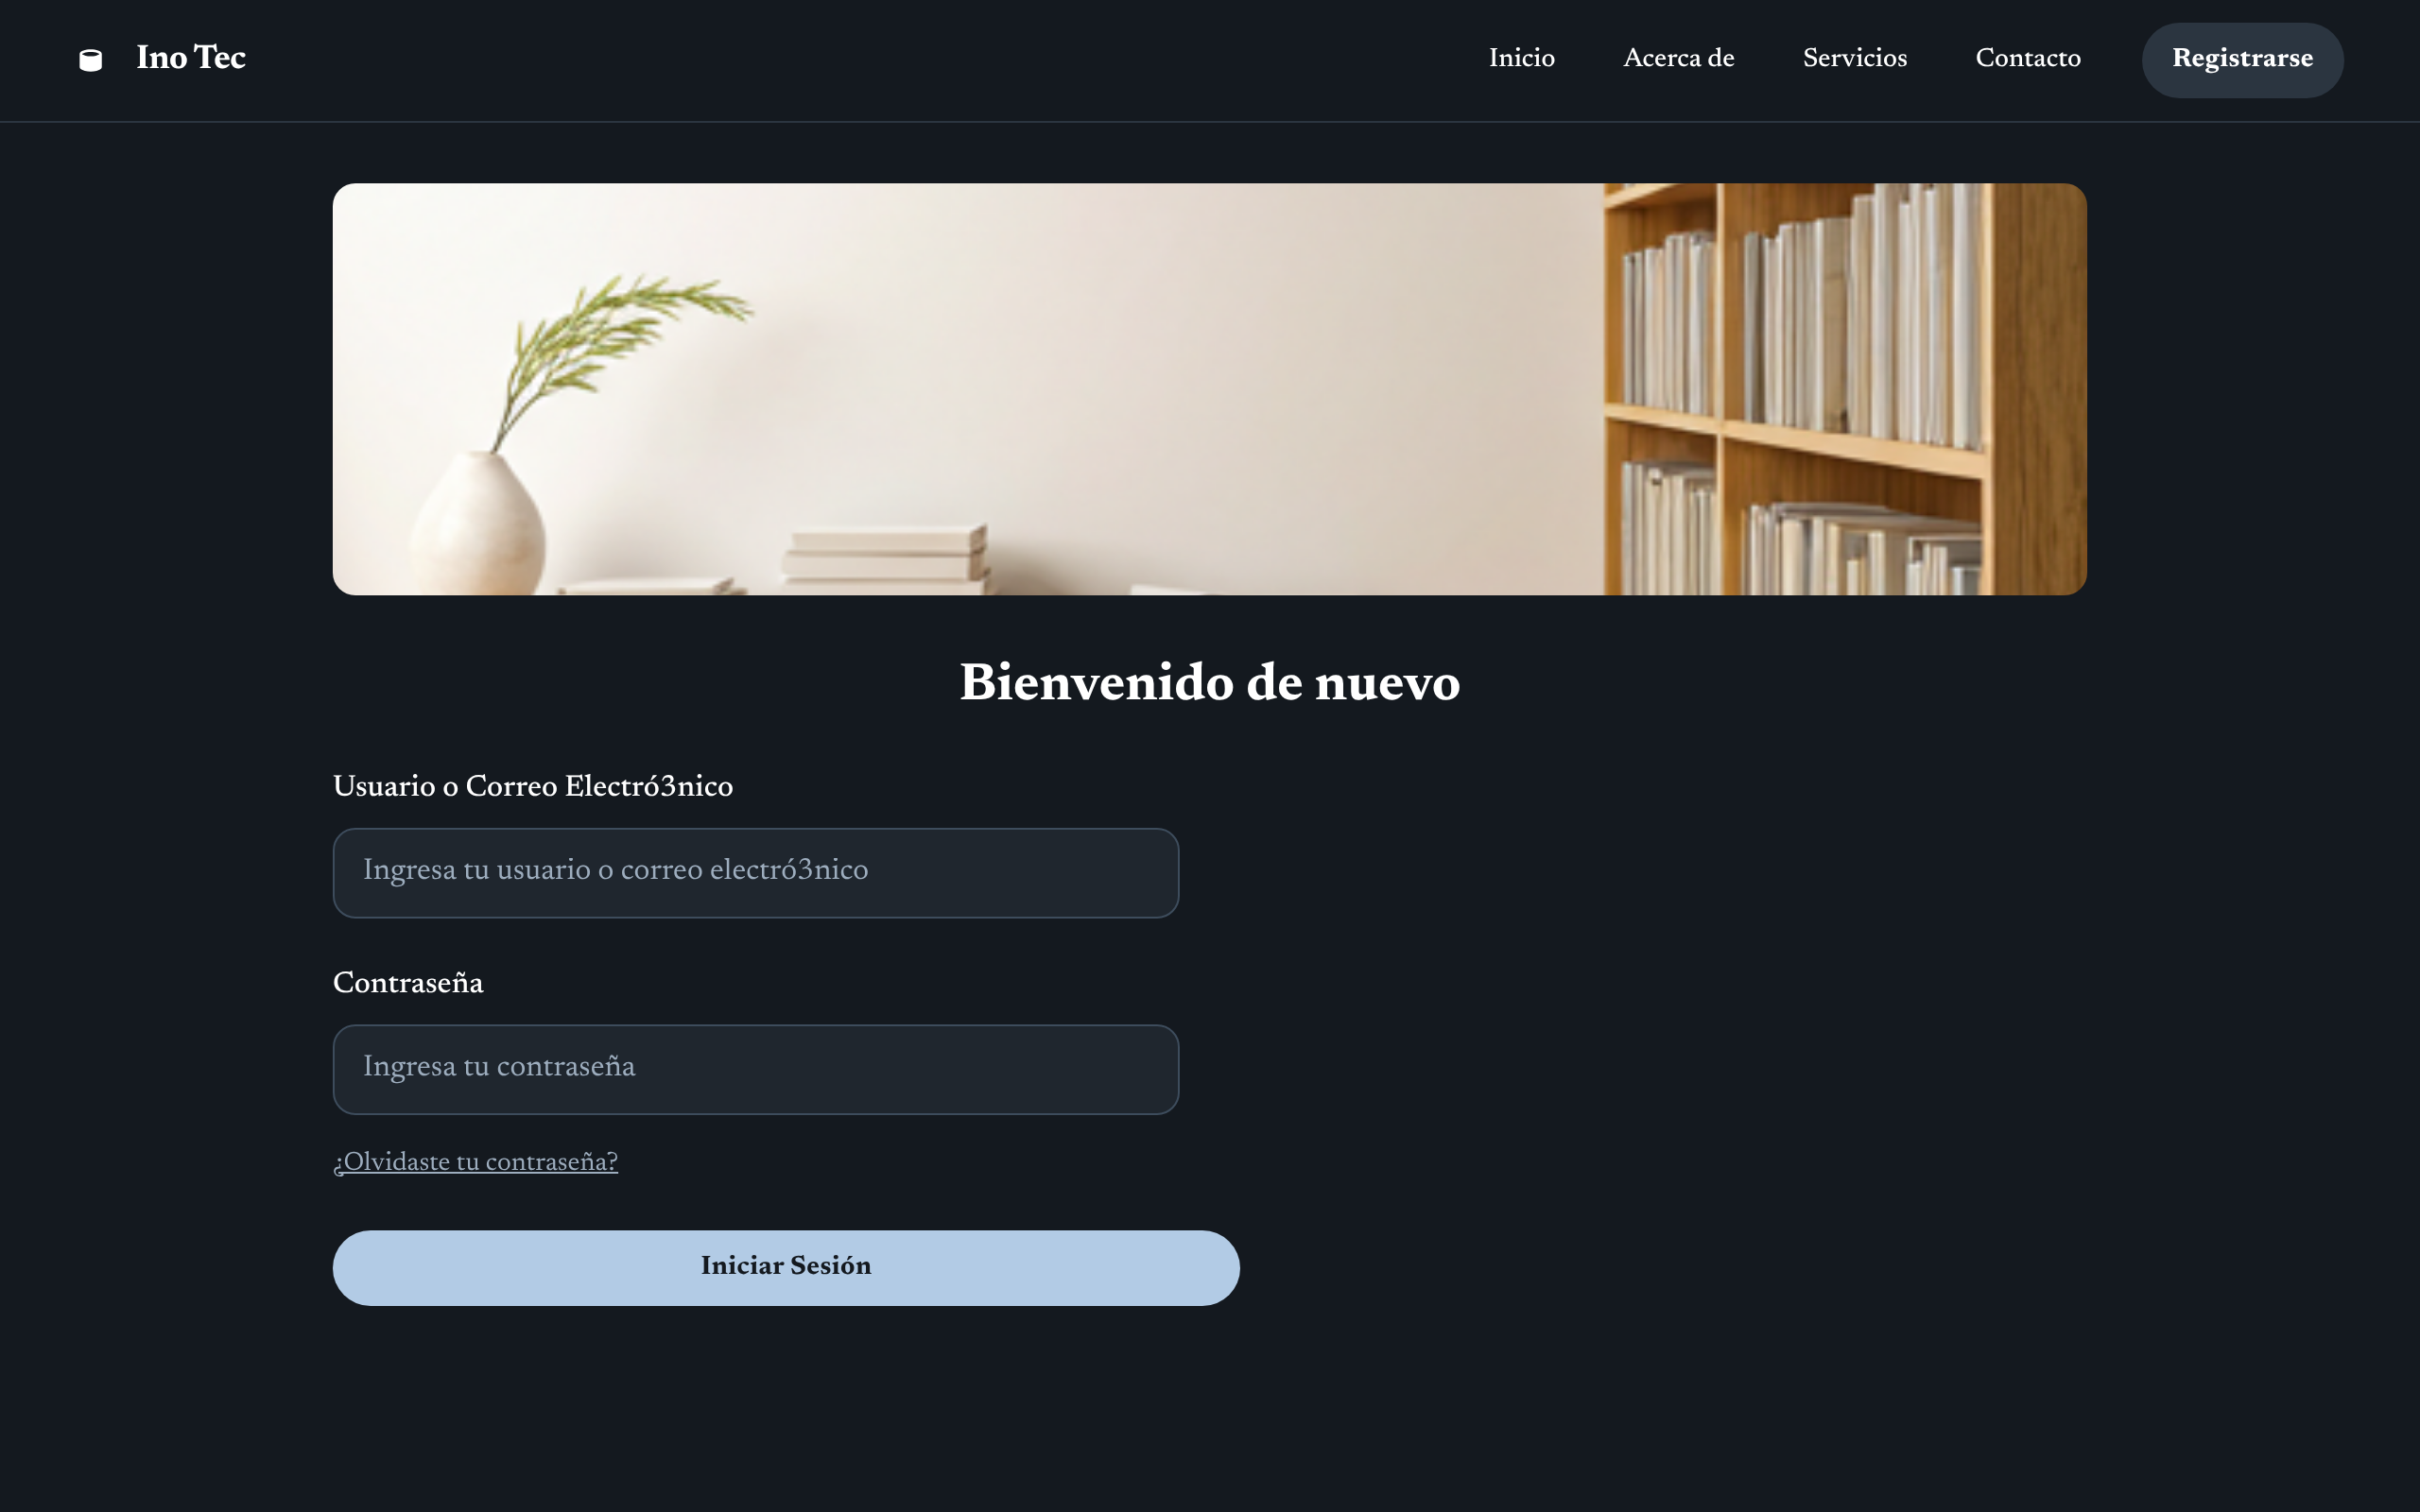 Ino Tec
Inicio
Acerca de
Servicios
Contacto
Registrarse
Bienvenido de nuevo
Usuario o Correo Electró3nico
Ingresa tu usuario o correo electró3nico
Contraseña
Ingresa tu contraseña
¿Olvidaste tu contraseña?
Iniciar Sesión